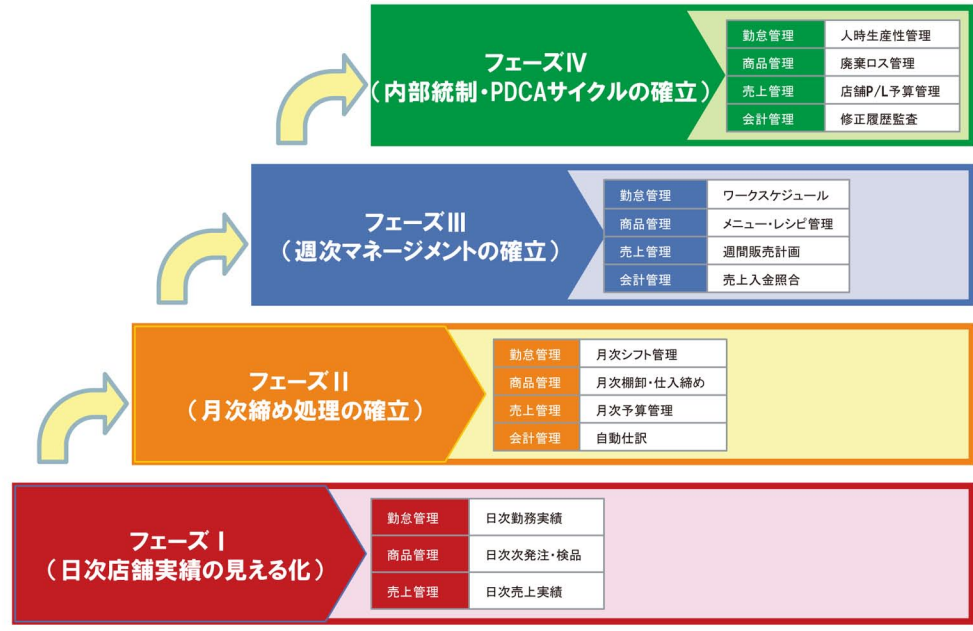 フェーズⅣ
（内部統制・PDCAサイクルの確立）
勤怠管理 人時生産性管理
商品管理 廃棄ロス管理
売上管理 店舗P/L予算管理
会計管理 修正履歴監査
フェーズⅢ
（週次マネージメントの確立）
勤怠管理 ワークスケジュール
商品管理 メニュー・レシピ管理
売上管理 週間販売計画
会計管理 売上入金照合
フェーズⅡ
（月次締め処理の確立）
勤怠管理 月次シフト管理
商品管理 月次棚卸・仕入締め
売上管理 月次予算管理
会計管理 自動仕訳
フェーズⅠ
（日次店舗実績の見える化）
勤怠管理 日次勤務実績
商品管理 日次次発注・検品
売上管理 日次売上実績